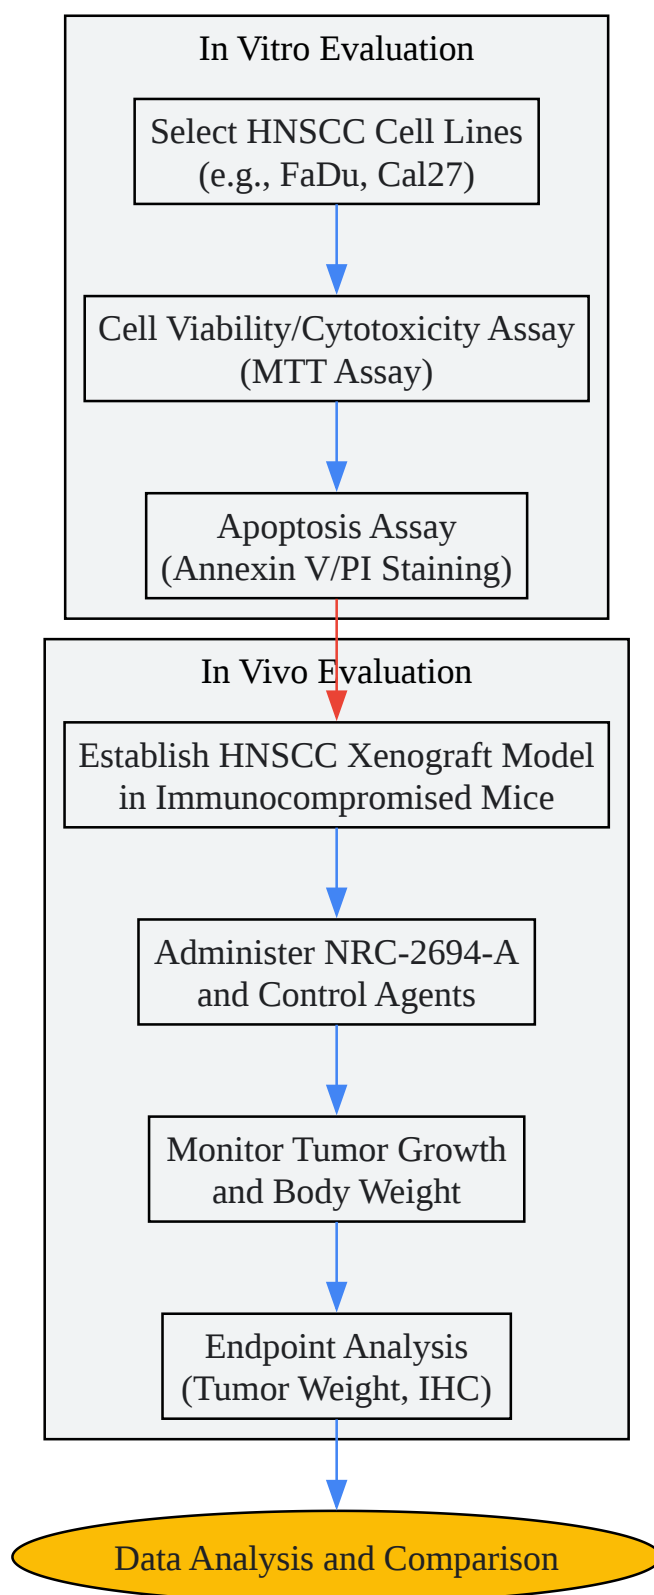 In Vitro Evaluation
Select HNSCC Cell Lines
(e.g., FaDu, Cal27)
Cell Viability/Cytotoxicity Assay
(MTT Assay)
Apoptosis Assay
(Annexin V/PI Staining)
In Vivo Evaluation
Establish HNSCC Xenograft Model
in Immunocompromised Mice
Administer NRC-2694-A
and Control Agents
Monitor Tumor Growth
and Body Weight
Endpoint Analysis
(Tumor Weight, IHC)
Data Analysis and Comparison